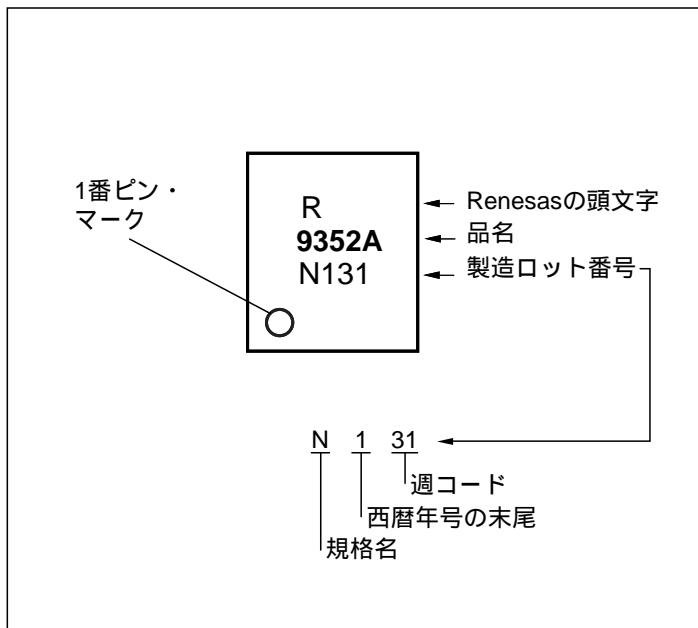 1番ピン・
マーク
R
9352A
N131
Renesasの頭文字
品名
製造ロット番号
N 1 31
週コード
西暦年号の末尾
規格名